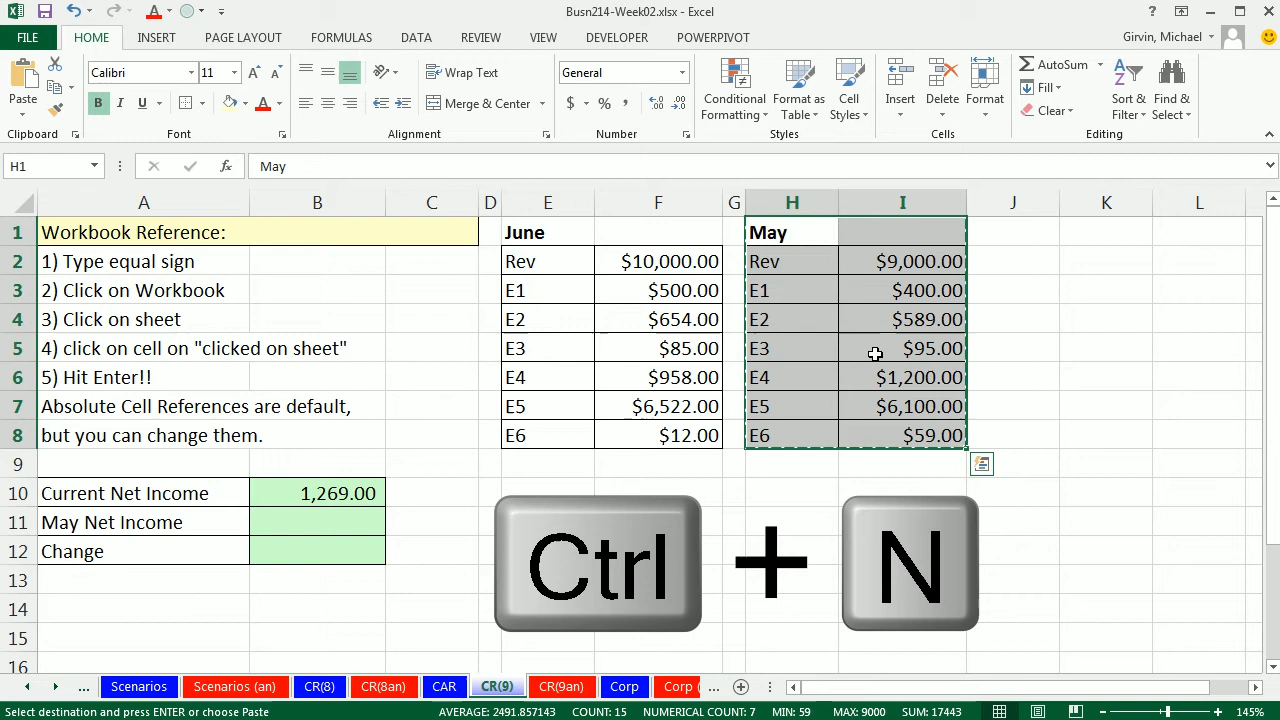 Busn214-Week02.xlsx - Excel
FILE HOME INSERT PAGE LAYOUT FORMULAS DATA REVIEW VIEW DEVELOPER POWERPIVOT Girvin, Michael
Calibri 11 Wrap Text General Conditional Formatting Format as Table Cell Styles Insert Delete Format AutoSum Fill Clear Sort & Filter Find & Select
Paste B I U Merge & Center $ % ,
Clipboard Font Alignment Number Styles Cells Editing
H1 fx May
A B C D E F G H I J K L
1 Workbook Reference: June May
2 1) Type equal sign Rev $10,000.00 Rev $9,000.00
3 2) Click on Workbook E1 $500.00 E1 $400.00
4 3) Click on sheet E2 $654.00 E2 $589.00
5 4) click on cell on "clicked on sheet" E3 $85.00 E3 $95.00
6 5) Hit Enter!! E4 $958.00 E4 $1,200.00
7 Absolute Cell References are default, E5 $6,522.00 E5 $6,100.00
8 but you can change them. E6 $12.00 E6 $59.00
9
10 Current Net Income 1,269.00
11 May Net Income
12 Change
13
14
15
16
Ctrl + N
... Scenarios Scenarios (an) CR(8) CR(8an) CAR CR(9) CR(9an) Corp Corp ( ...
Select destination and press ENTER or choose Paste AVERAGE: 2491.857143 COUNT: 15 NUMERICAL COUNT: 7 MIN: 59 MAX: 9000 SUM: 17443 145%